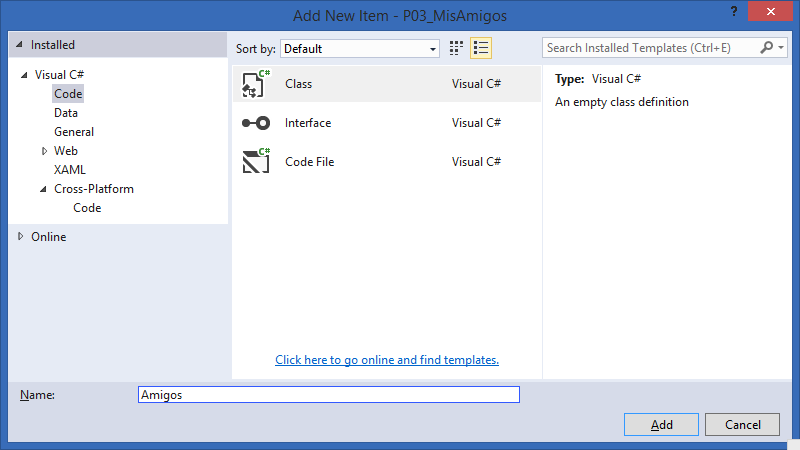 Add New Item - P03_MisAmigos
?
Installed
Sort by: Default
Search Installed Templates (Ctrl+E)
Visual C#
Code
Data
General
Web
XAML
Cross-Platform
Code
Online
C# Class Visual C#
Interface Visual C#
C# Code File Visual C#
Click here to go online and find templates.
Type: Visual C#
An empty class definition
Name: Amigos
Add Cancel